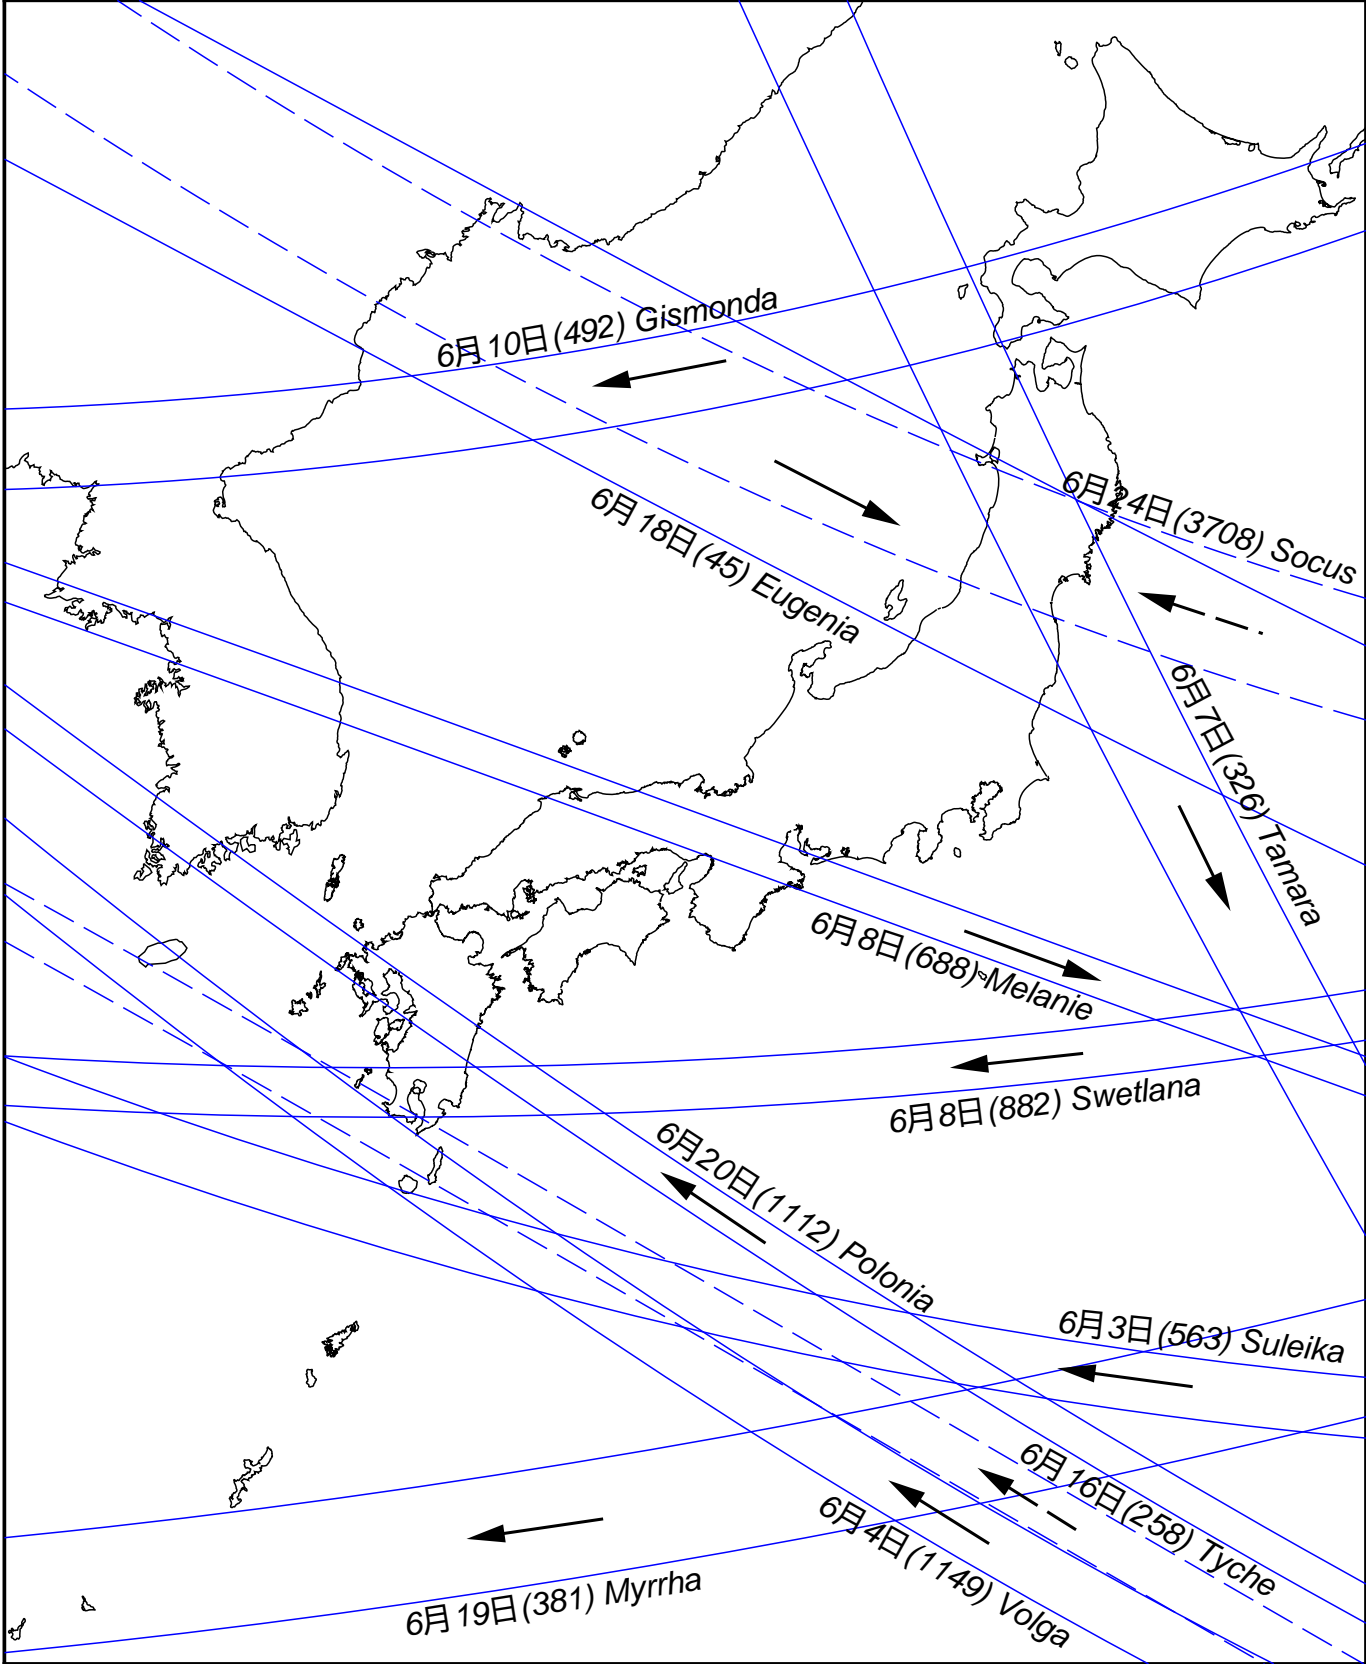 6月10日(492) Gismonda
6月24日(3708) Socus
6月18日(45) Eugenia
6月7日(326) Tamara
6月8日(688) Melanie
6月8日(882) Swetlana
6月20日(1112) Polonia
6月3日(563) Suleika
6月16日(258) Tyche
6月4日(1149) Volga
6月19日(381) Myrrha